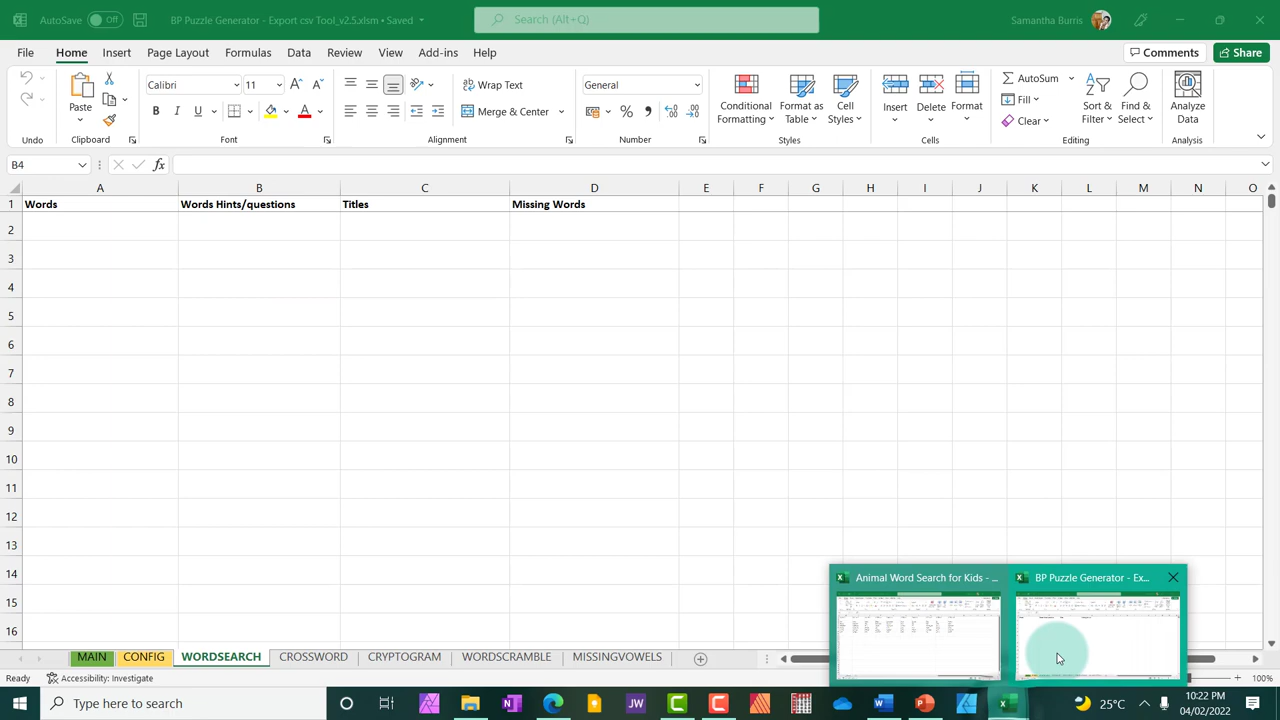 AutoSave Off BP Puzzle Generator - Export csv Tool_v2.5.xlsm • Saved Search (Alt+Q) Samantha Burris
File Home Insert Page Layout Formulas Data Review View Add-ins Help Comments Share
Calibri 11 Wrap Text General AutoSum
Paste Conditional Formatting Format as Table Cell Styles Insert Delete Format Fill Sort & Filter Find & Select Analyze Data
B I U Merge & Center % Clear
Undo Clipboard Font Alignment Number Styles Cells Editing Analysis
B4 fx
A B C D E F G H I J K L M N O
1 Words Words Hints/questions Titles Missing Words
2
3
4
5
6
7
8
9
10
11
12
13
14 Animal Word Search for Kids - ... BP Puzzle Generator - Ex...
15
16
MAIN CONFIG WORDSEARCH CROSSWORD CRYPTOGRAM WORDSCRAMBLE MISSINGVOWELS
Ready Accessibility: Investigate 100%
Type here to search JW W P X 25°C 10:22 PM
04/02/2022